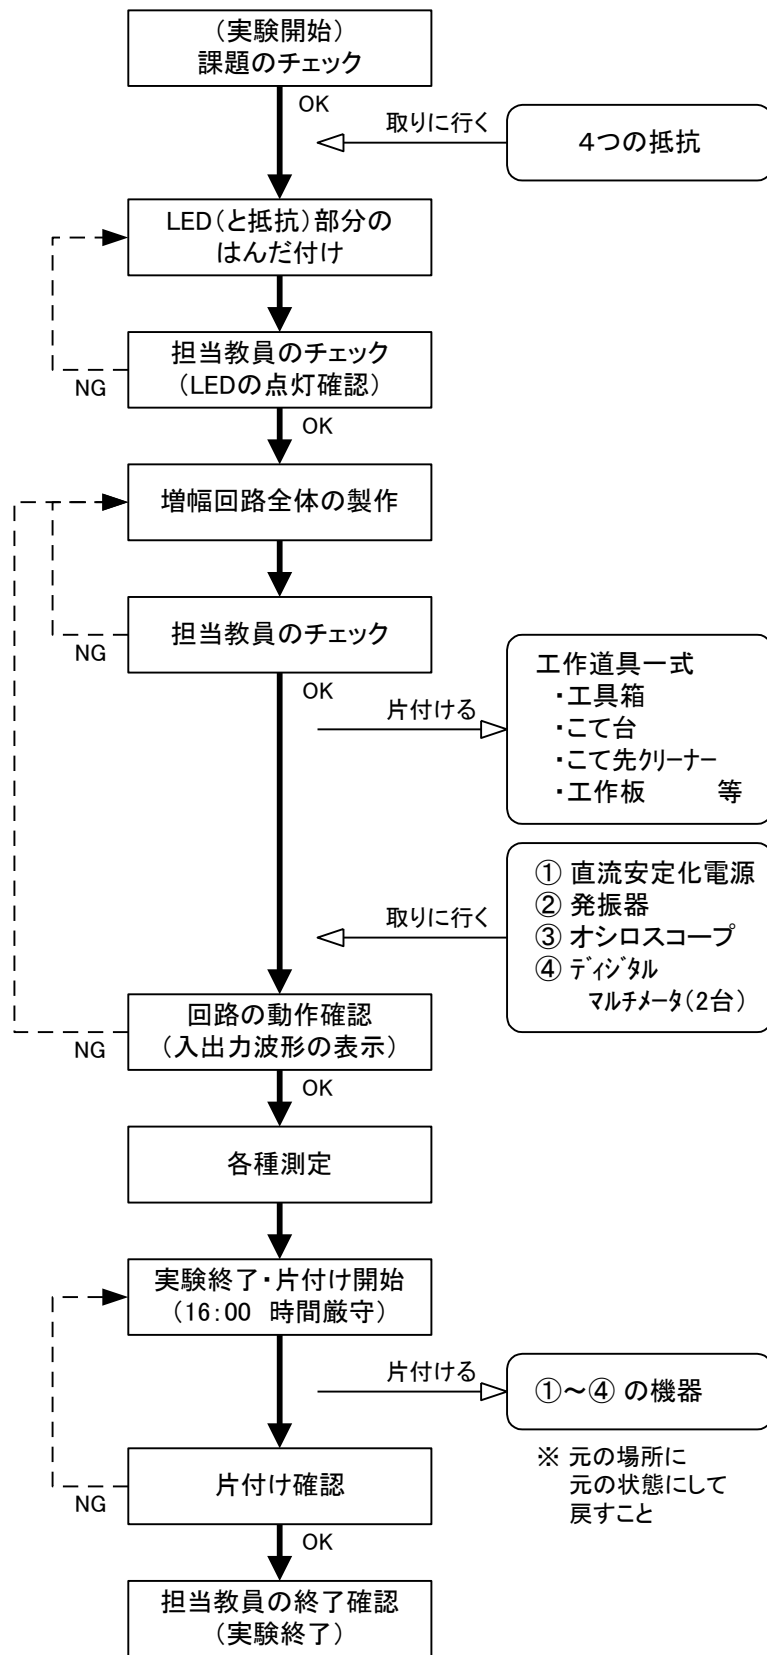 （実験開始）
課題のチェック
OK
取りに行く
４つの抵抗
LED（と抵抗）部分の
はんだ付け
担当教員のチェック
（LEDの点灯確認）
NG
OK
増幅回路全体の製作
担当教員のチェック
NG
OK
片付ける
工作道具一式
・工具箱
・こて台
・こて先ｸﾘｰﾅｰ
・工作板　等
取りに行く
① 直流安定化電源
② 発振器
③ オシロスコープ
④ ﾃﾞｨｼﾞﾀﾙ
ﾏﾙﾁﾒｰﾀ（2台）
回路の動作確認
（入出力波形の表示）
NG
OK
各種測定
実験終了・片付け開始
（16：00　時間厳守）
片付ける
①～④ の機器
※ 元の場所に
元の状態にして
戻すこと
片付け確認
NG
OK
担当教員の終了確認
（実験終了）